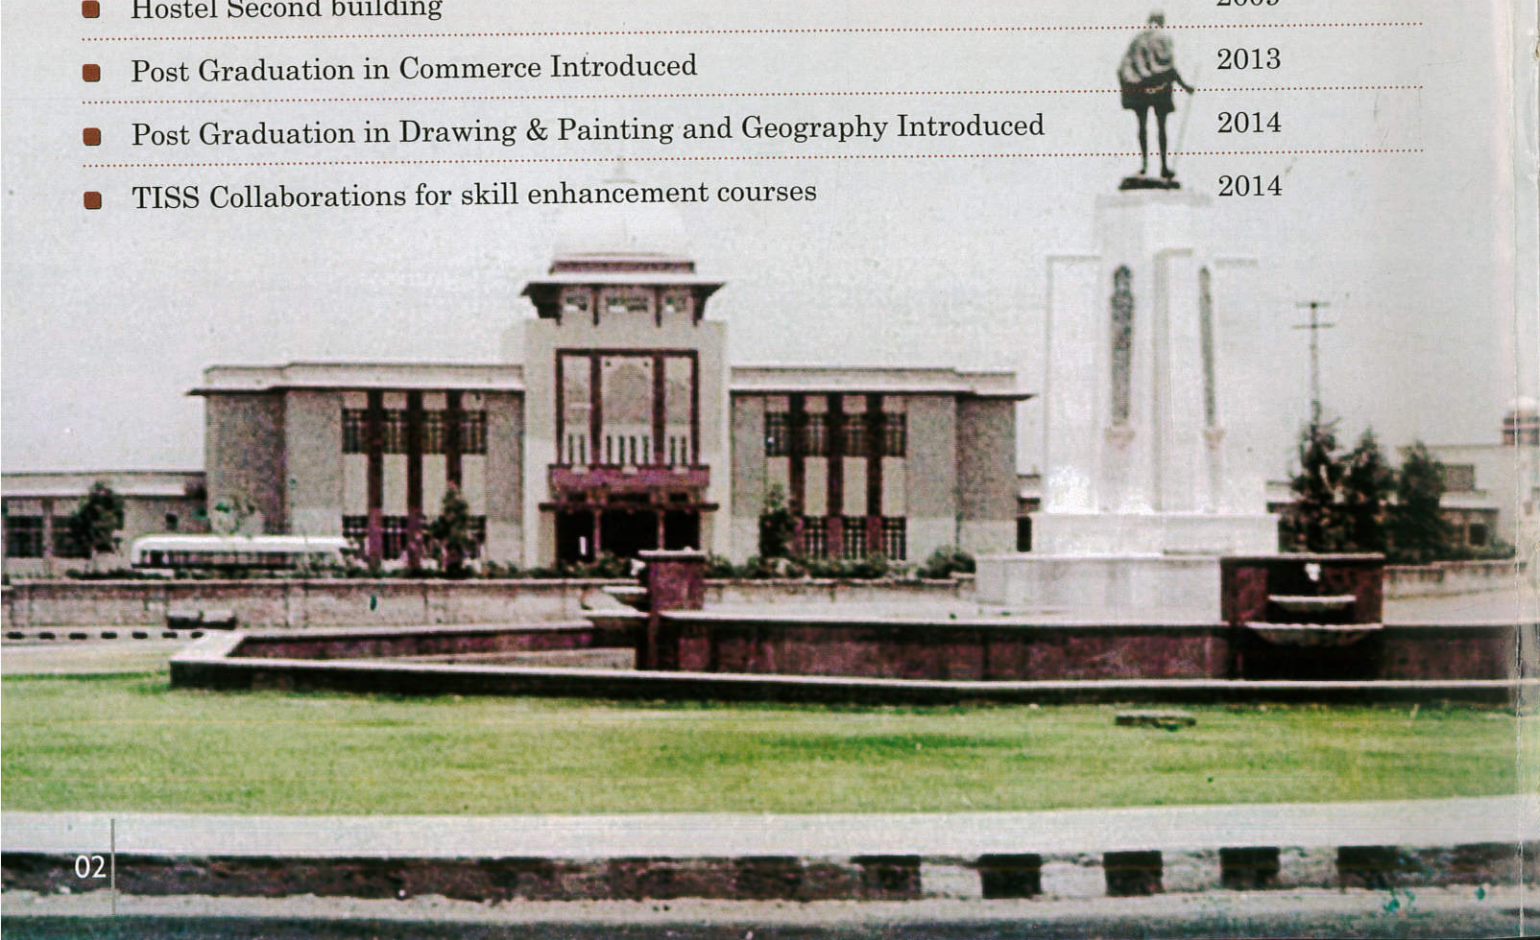 Hostel Second building 2009
Post Graduation in Commerce Introduced 2013
Post Graduation in Drawing & Painting and Geography Introduced 2014
TISS Collaborations for skill enhancement courses 2014
02